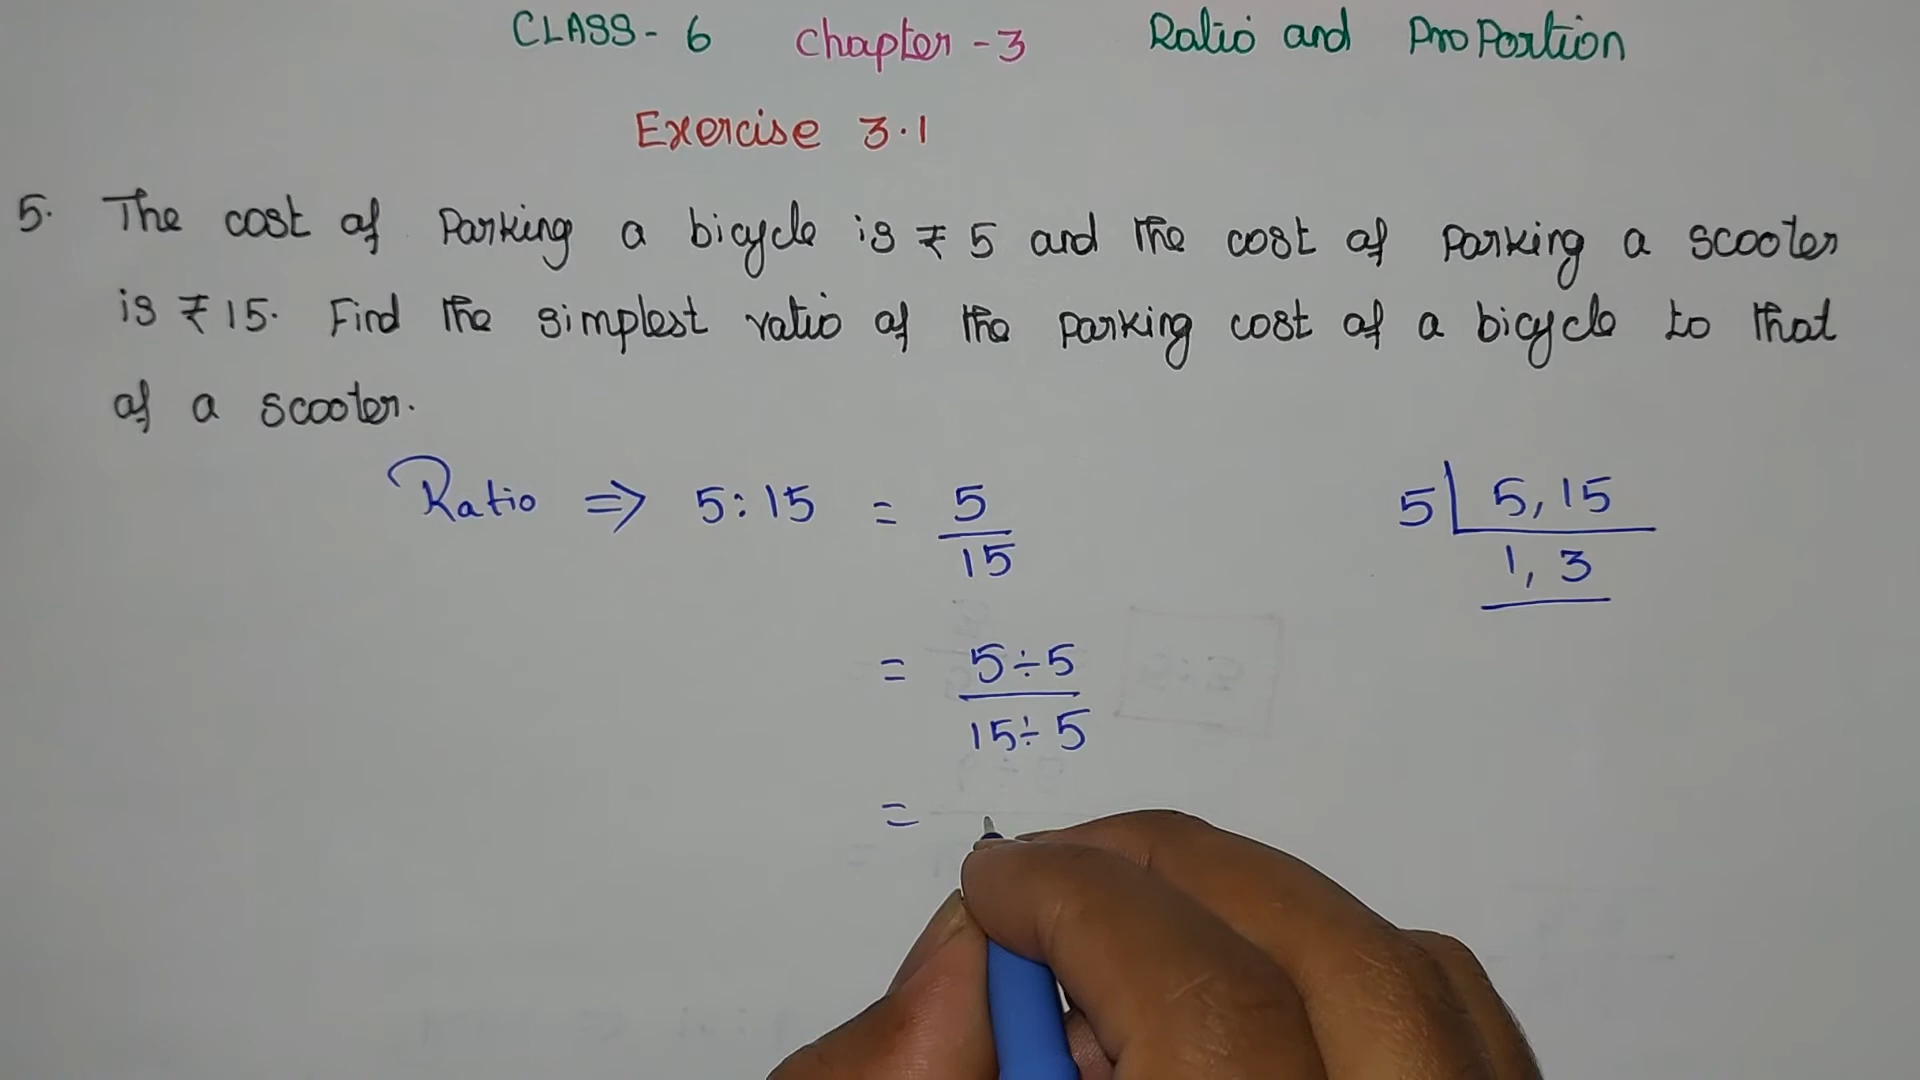 CLASS- 6 Chapter -3 Ratio and Proportion
Exercise 3.1
5. The cost of Parking a bicycle is ₹ 5 and the cost of parking a scooter
is ₹ 15. Find the simplest ratio of the parking cost of a bicycle to that
of a scooter.
Ratio ⇒ 5:15 = 5/15
5 | 5, 15
1, 3
= 5÷5/15÷5
=